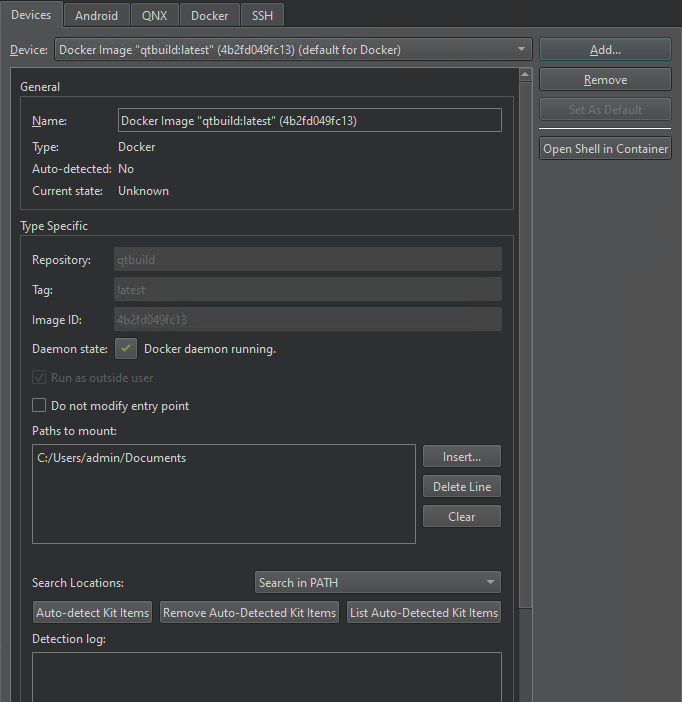 Devices Android QNX Docker SSH
Device: Docker Image "qtbuild:latest" (4b2fd049fc13) (default for Docker) Add...
Remove
General
Set As Default
Name: Docker Image "qtbuild:latest" (4b2fd049fc13)
Type: Docker Open Shell in Container
Auto-detected: No
Current state: Unknown
Type Specific
Repository: qtbuild
Tag: latest
Image ID: 4b2fd049fc13
Daemon state: Docker daemon running.
Run as outside user
Do not modify entry point
Paths to mount:
C:/Users/admin/Documents Insert...
Delete Line
Clear
Search Locations: Search in PATH
Auto-detect Kit Items Remove Auto-Detected Kit Items List Auto-Detected Kit Items
Detection log: